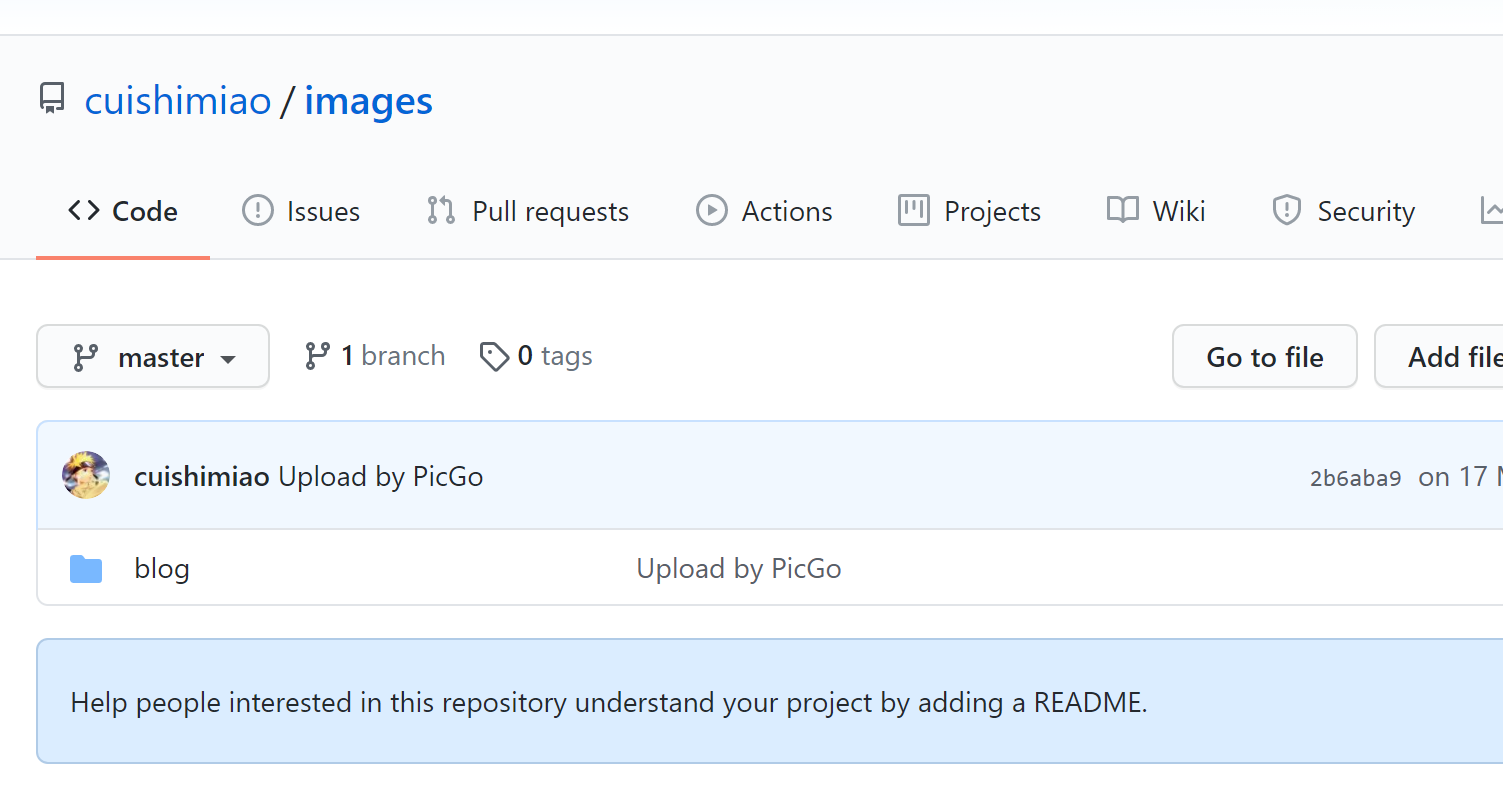 cuishimiao / images
Code Issues Pull requests Actions Projects Wiki Security
master 1 branch 0 tags Go to file Add file
cuishimiao Upload by PicGo 2b6aba9 on 17
blog Upload by PicGo
Help people interested in this repository understand your project by adding a README.